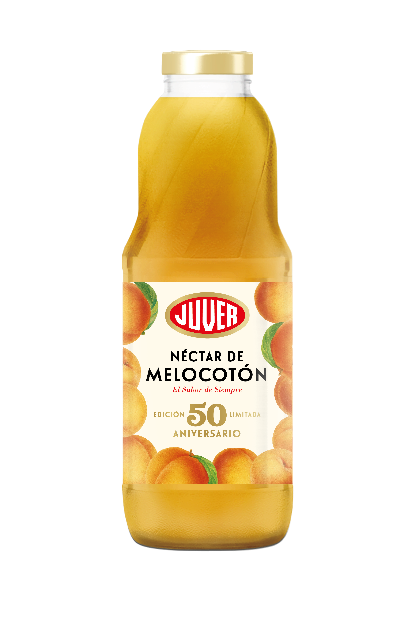 JUVER
NÉCTAR DE
MELOCOTÓN
El Sabor de Siempre
EDICIÓN 50 LIMITADA
ANIVERSARIO